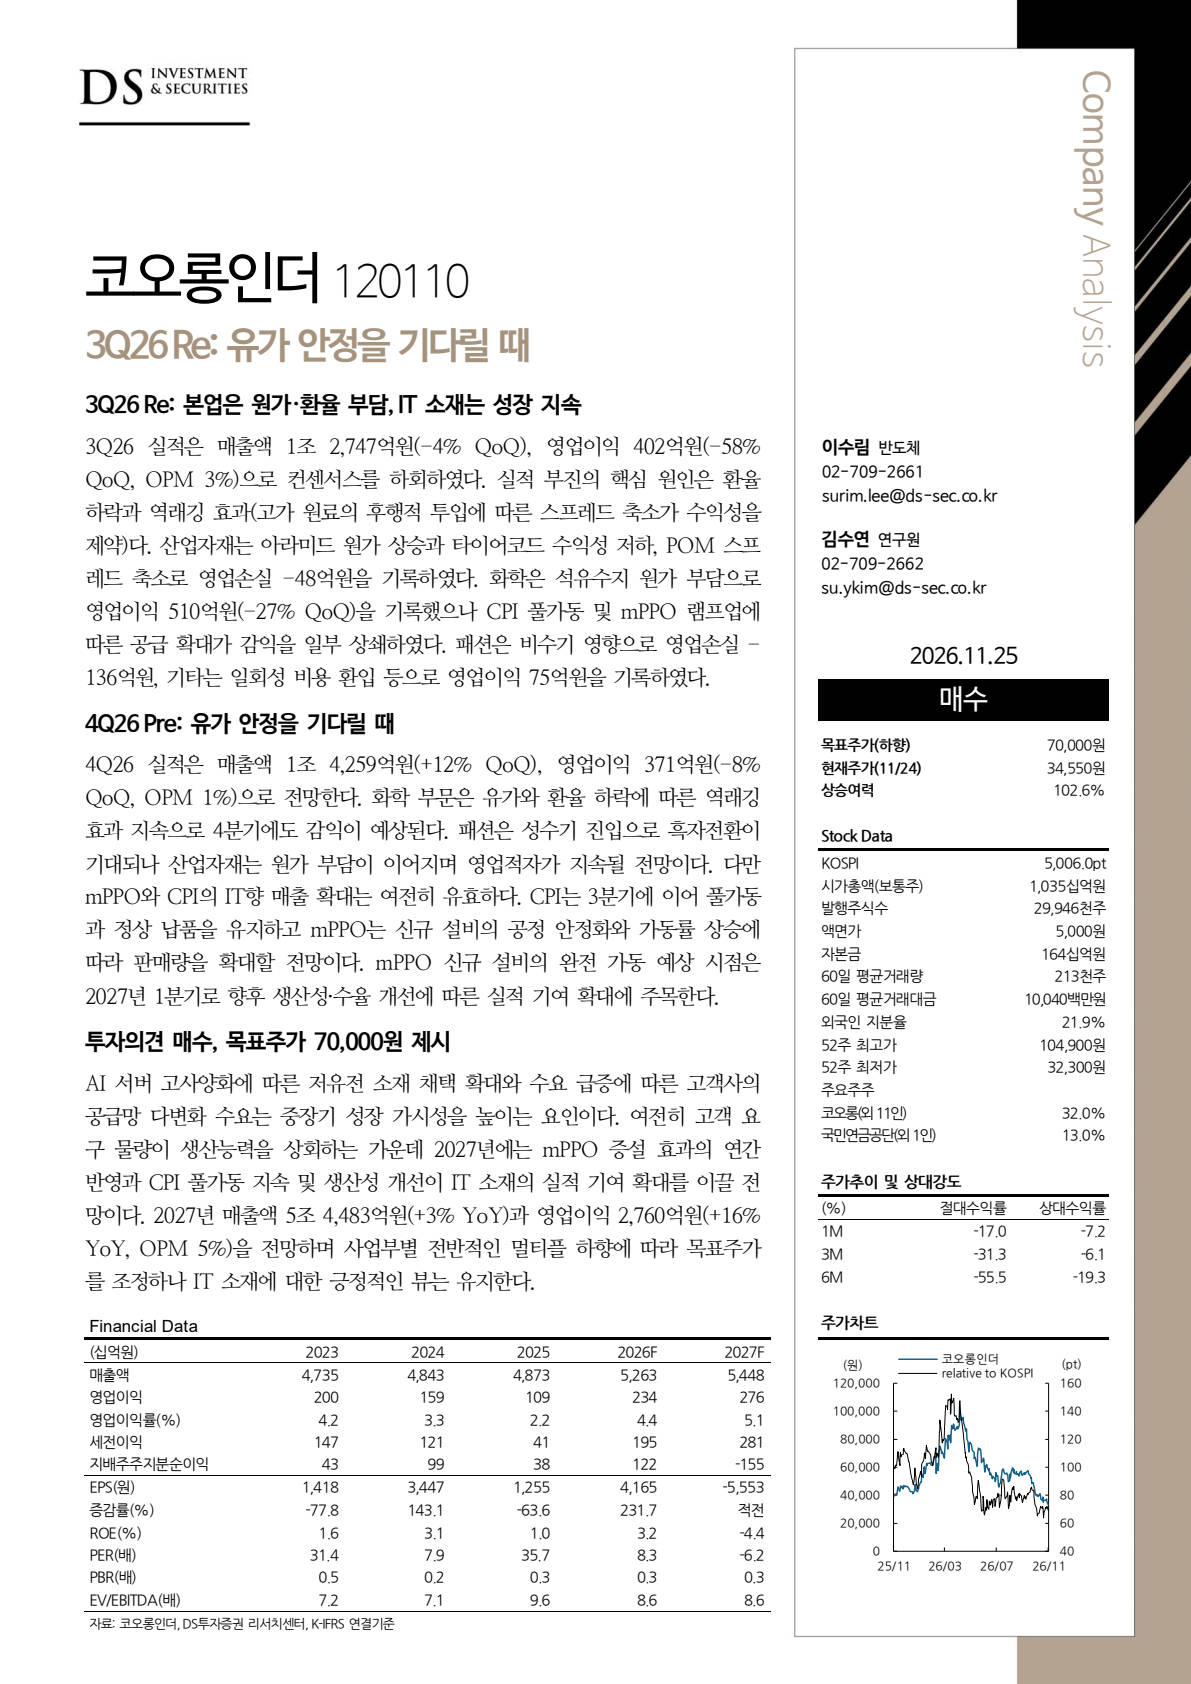 DS INVESTMENT
& SECURITIES
Company Analysis
코오롱인더 120110
3Q26 Re: 유가 안정을 기다릴 때
3Q26 Re: 본업은 원가·환율 부담, IT 소재는 성장 지속
3Q26 실적은 매출액 1조 2,747억원(-4% QoQ), 영업이익 402억원(-58%
QoQ, OPM 3%)으로 컨센서스를 하회하였다. 실적 부진의 핵심 원인은 환율
하락과 역래깅 효과(고가 원료의 후행적 투입에 따른 스프레드 축소가 수익성을
제약)다. 산업자재는 아라미드 원가 상승과 타이어코드 수익성 저하, POM 스프
레드 축소로 영업손실 -48억원을 기록하였다. 화학은 석유수지 원가 부담으로
영업이익 510억원(-27% QoQ)을 기록했으나 CPI 풀가동 및 mPPO 램프업에
따른 공급 확대가 감익을 일부 상쇄하였다. 패션은 비수기 영향으로 영업손실 -
136억원, 기타는 일회성 비용 환입 등으로 영업이익 75억원을 기록하였다.
4Q26 Pre: 유가 안정을 기다릴 때
4Q26 실적은 매출액 1조 4,259억원(+12% QoQ), 영업이익 371억원(-8%
QoQ, OPM 1%)으로 전망한다. 화학 부문은 유가와 환율 하락에 따른 역래깅
효과 지속으로 4분기에도 감익이 예상된다. 패션은 성수기 진입으로 흑자전환이
기대되나 산업자재는 원가 부담이 이어지며 영업적자가 지속될 전망이다. 다만
mPPO와 CPI의 IT향 매출 확대는 여전히 유효하다. CPI는 3분기에 이어 풀가동
과 정상 납품을 유지하고 mPPO는 신규 설비의 공정 안정화와 가동률 상승에
따라 판매량을 확대할 전망이다. mPPO 신규 설비의 완전 가동 예상 시점은
2027년 1분기로 향후 생산성·수율 개선에 따른 실적 기여 확대에 주목한다.
투자의견 매수, 목표주가 70,000원 제시
AI 서버 고사양화에 따른 저유전 소재 채택 확대와 수요 급증에 따른 고객사의
공급망 다변화 수요는 중장기 성장 가시성을 높이는 요인이다. 여전히 고객 요
구 물량이 생산능력을 상회하는 가운데 2027년에는 mPPO 증설 효과의 연간
반영과 CPI 풀가동 지속 및 생산성 개선이 IT 소재의 실적 기여 확대를 이끌 전
망이다. 2027년 매출액 5조 4,483억원(+3% YoY)과 영업이익 2,760억원(+16%
YoY, OPM 5%)을 전망하며 사업부별 전반적인 멀티플 하향에 따라 목표주가
를 조정하나 IT 소재에 대한 긍정적인 뷰는 유지한다.
Financial Data
(십억원) 2023 2024 2025 2026F 2027F
매출액 4,735 4,843 4,873 5,263 5,448
영업이익 200 159 109 234 276
영업이익률(%) 4.2 3.3 2.2 4.4 5.1
세전이익 147 121 41 195 281
지배주주지분순이익 43 99 38 122 -155
EPS(원) 1,418 3,447 1,255 4,165 -5,553
증감률(%) -77.8 143.1 -63.6 231.7 적전
ROE(%) 1.6 3.1 1.0 3.2 -4.4
PER(배) 31.4 7.9 35.7 8.3 -6.2
PBR(배) 0.5 0.2 0.3 0.3 0.3
EV/EBITDA(배) 7.2 7.1 9.6 8.6 8.6
자료: 코오롱인더, DS투자증권 리서치센터, K-IFRS 연결기준
이수림 반도체
02-709-2661
surim.lee@ds-sec.co.kr
김수연 연구원
02-709-2662
su.ykim@ds-sec.co.kr
2026.11.25
매수
목표주가(하향) 70,000원
현재주가(11/24) 34,550원
상승여력 102.6%
Stock Data
KOSPI 5,006.0pt
시가총액(보통주) 1,035십억원
발행주식수 29,946천주
액면가 5,000원
자본금 164십억원
60일 평균거래량 213천주
60일 평균거래대금 10,040백만원
외국인 지분율 21.9%
52주 최고가 104,900원
52주 최저가 32,300원
주요주주
코오롱(외 11인) 32.0%
국민연금공단(외 1인) 13.0%
주가추이 및 상대강도
(%) 절대수익률 상대수익률
1M -17.0 -7.2
3M -31.3 -6.1
6M -55.5 -19.3
주가차트
코오롱인더
(원) relative to KOSPI (pt)
120,000 160
100,000 140
80,000 120
60,000 100
40,000 80
20,000 60
0 40
25/11 26/03 26/07 26/11